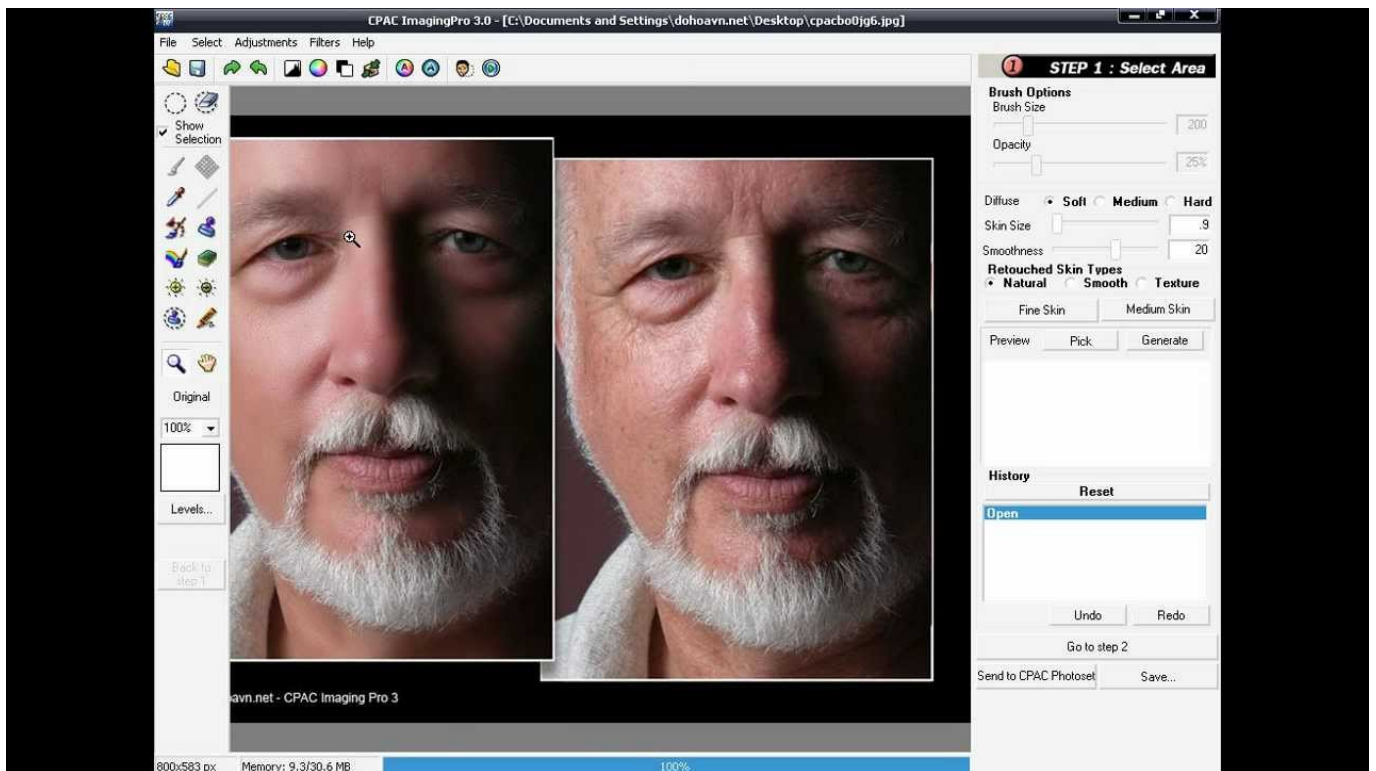 CPAC ImagingPro 3.0 - [C:\Documents and Settings\dohoavn.net\Desktop\cpacbo0jg6.jpg]
File Select Adjustments Filters Help
Show
Selection
Original
100%
Levels...
Back to
step 1
1 STEP 1 : Select Area
Brush Options
Brush Size
200
Opacity
25%
Diffuse Soft Medium Hard
Skin Size .9
Smoothness 20
Retouched Skin Types
Natural Smooth Texture
Fine Skin Medium Skin
Preview Pick Generate
History
Reset
Open
Undo Redo
Go to step 2
Send to CPAC Photoset Save...
avn.net - CPAC Imaging Pro 3
800x583 px Memory: 9.3/30.6 MB 100%